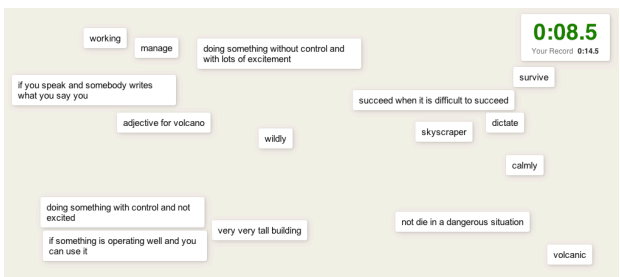 0:08.5
Your Record 0:14.5
working
manage
doing something without control and
with lots of excitement
survive
if you speak and somebody writes
what you say you
succeed when it is difficult to succeed
adjective for volcano
dictate
skyscraper
wildly
calmly
doing something with control and not
excited
not die in a dangerous situation
very very tall building
if something is operating well and you
can use it
volcanic